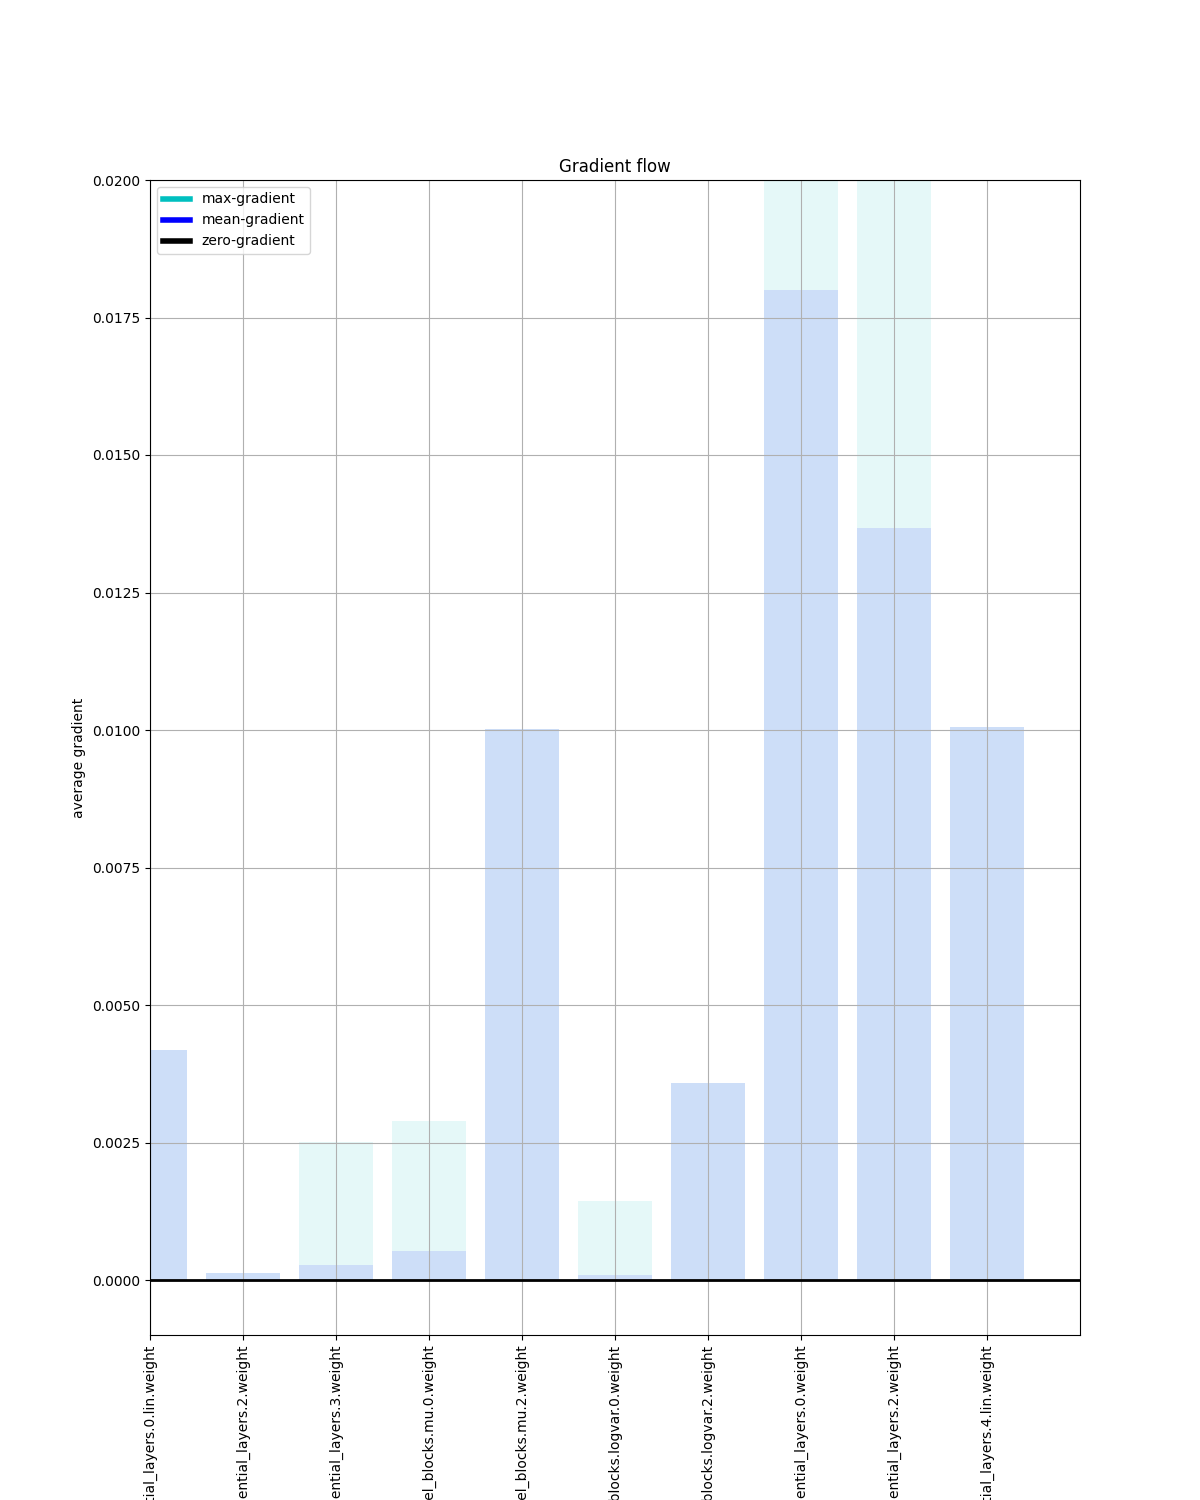 Gradient flow
max-gradient
mean-gradient
zero-gradient
average gradient
0.0200
0.0175
0.0150
0.0125
0.0100
0.0075
0.0050
0.0025
0.0000
tial_layers.0.lin.weight
ential_layers.2.weight
ential_layers.3.weight
el_blocks.mu.0.weight
el_blocks.mu.2.weight
blocks.logvar.0.weight
blocks.logvar.2.weight
ential_layers.0.weight
ential_layers.2.weight
tial_layers.4.lin.weight